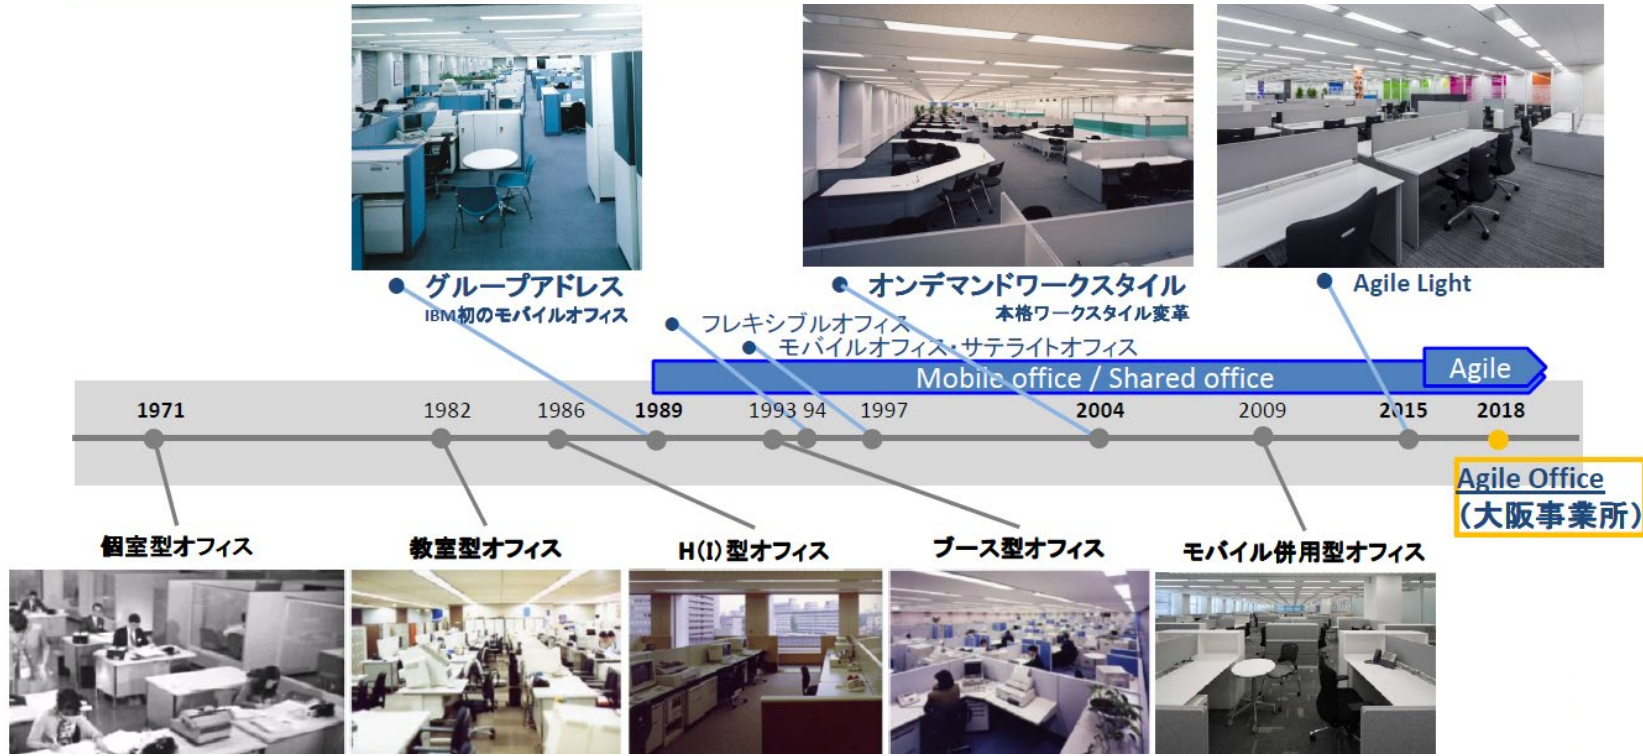 グループアドレス
IBM初のモバイルオフィス
オンデマンドワークスタイル
本格ワークスタイル変革
Agile Light
フレキシブルオフィス
モバイルオフィス・サテライトオフィス
Mobile office / Shared office
Agile
1971
1982
1986
1989
1993
94
1997
2004
2009
2015
2018
Agile Office
(大阪事業所)
個室型オフィス
教室型オフィス
H(I)型オフィス
ブース型オフィス
モバイル併用型オフィス